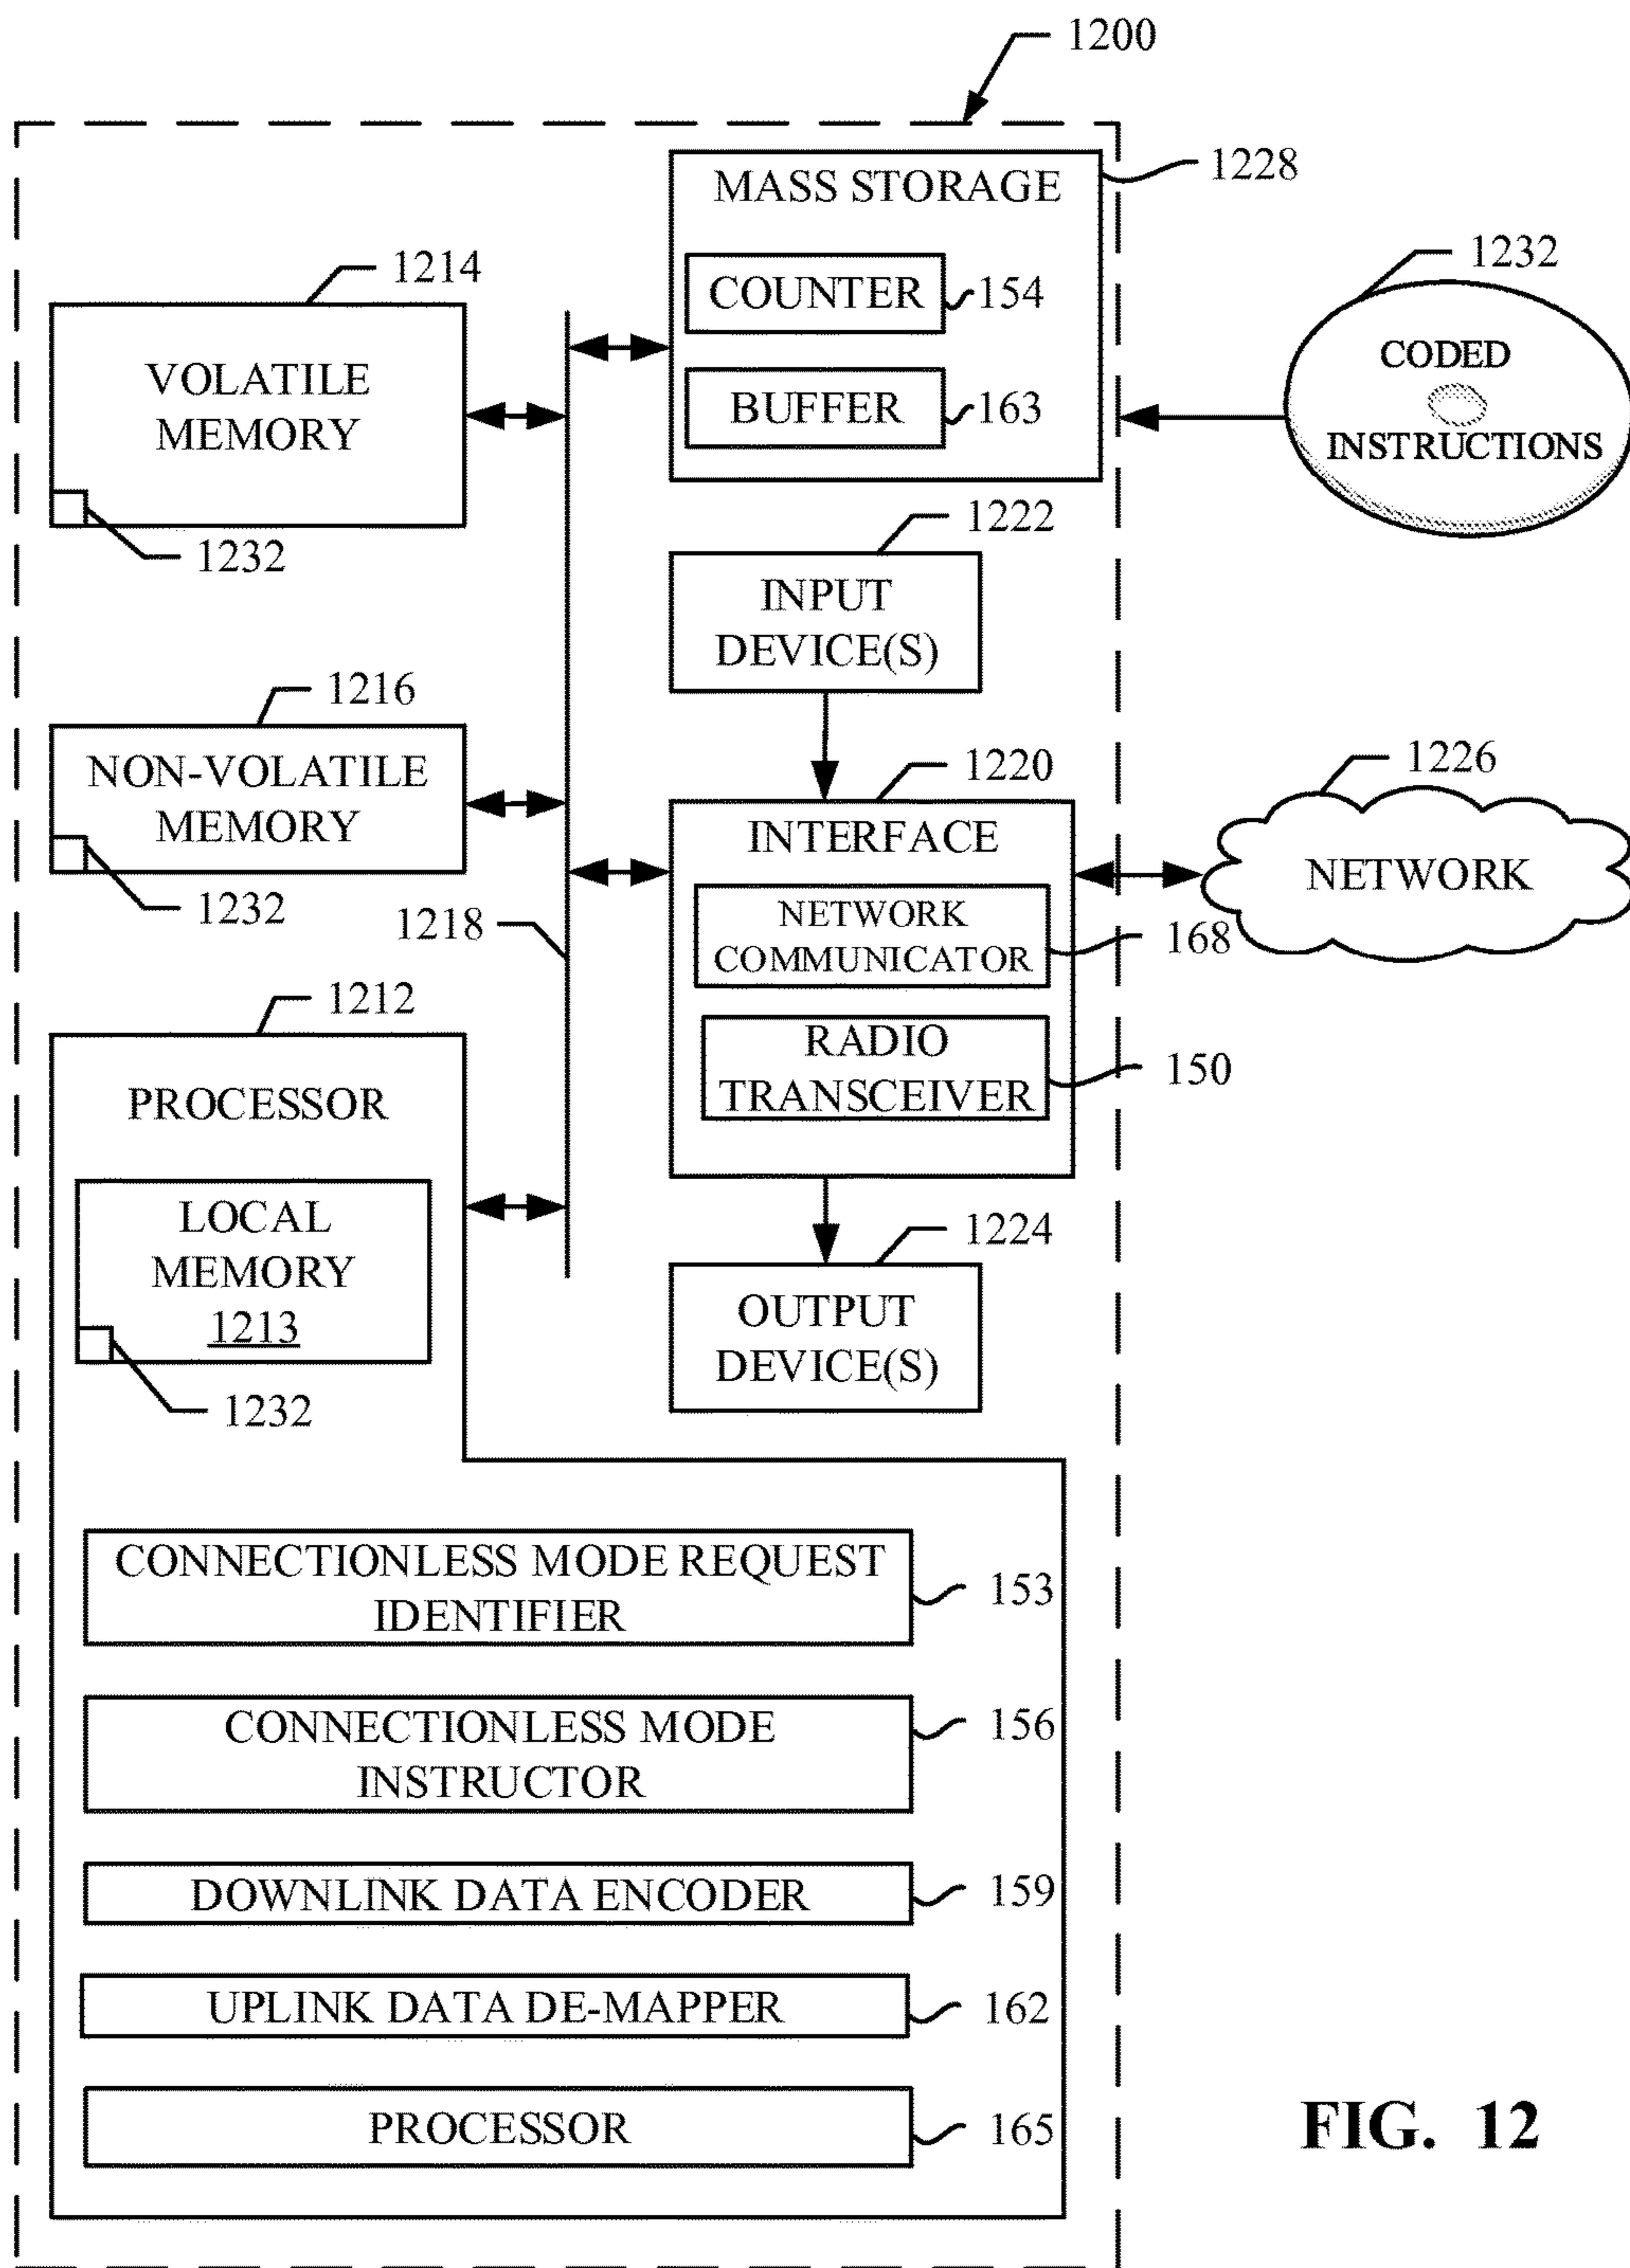 1200
MASS STORAGE
1228
COUNTER
154
BUFFER
163
1214
VOLATILE
MEMORY
1232
1232
CODED
INSTRUCTIONS
1222
INPUT
DEVICE(S)
1216
NON-VOLATILE
MEMORY
1232
1218
1220
INTERFACE
NETWORK
COMMUNICATOR
168
RADIO
TRANSCEIVER
150
1226
NETWORK
1212
PROCESSOR
LOCAL
MEMORY
1213
1232
1224
OUTPUT
DEVICE(S)
CONNECTIONLESS MODE REQUEST
IDENTIFIER
153
CONNECTIONLESS MODE
INSTRUCTOR
156
DOWNLINK DATA ENCODER
159
UPLINK DATA DE-MAPPER
162
PROCESSOR
165
FIG. 12